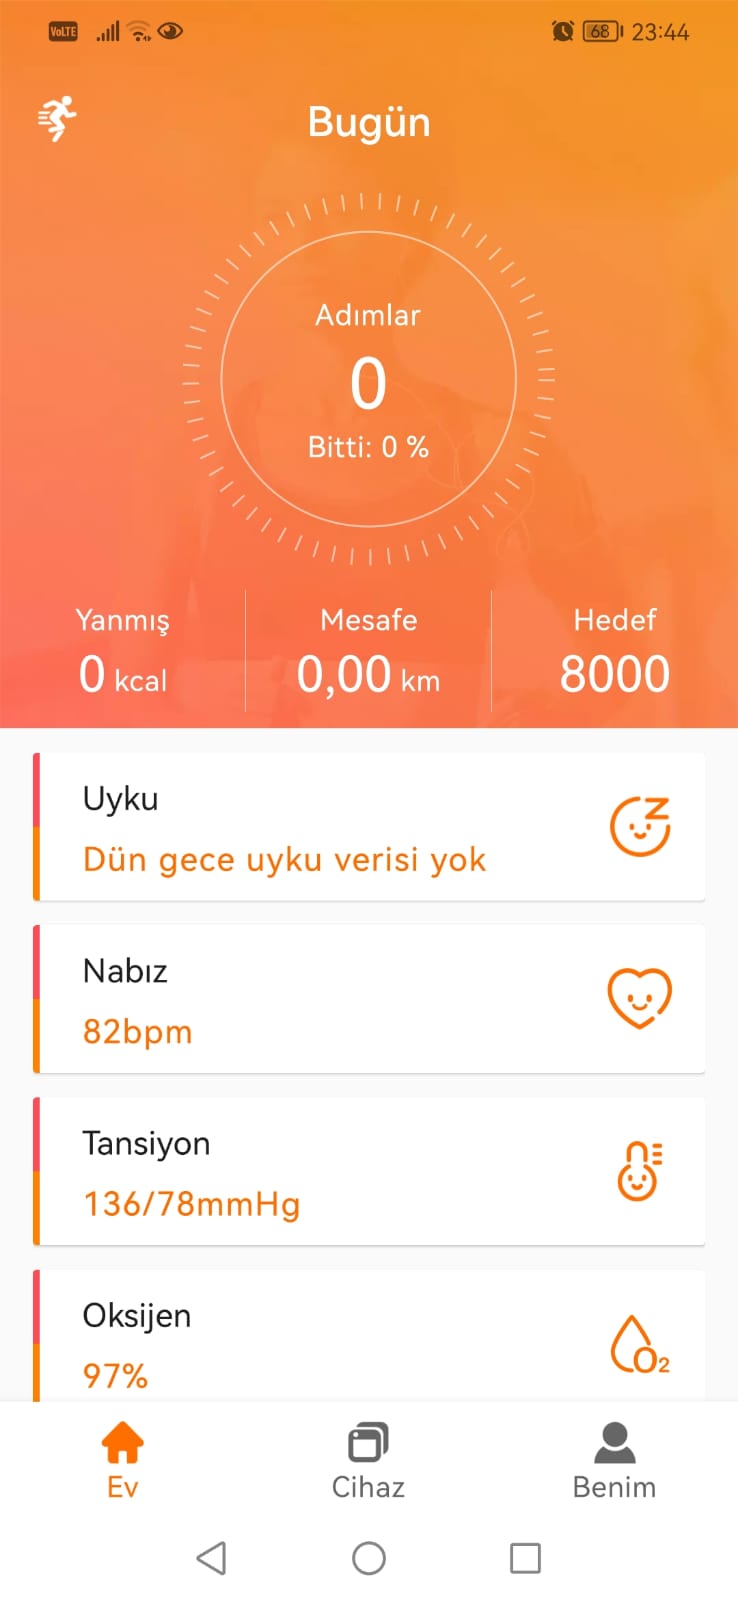 VoLTE 68 23:44
Bugün
Adımlar
0
Bitti: 0 %
Yanmış Mesafe Hedef
0 kcal 0,00 km 8000
Uyku
Dün gece uyku verisi yok
Nabız
82bpm
Tansiyon
136/78mmHg
Oksijen
97%
O2
Ev Cihaz Benim